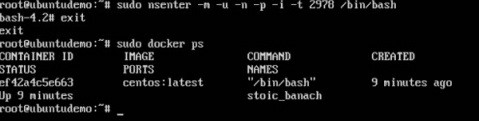 root@ubuntudemo:~# sudo nsenter -m -u -n -p -i -t 2978 /bin/bash
bash-4.2# exit
exit
root@ubuntudemo:~# sudo docker ps
CONTAINER ID IMAGE COMMAND CREATED
STATUS PORTS NAMES
ef42a4c5e663 centos:latest "/bin/bash" 9 minutes ago
Up 9 minutes stoic_banach
root@ubuntudemo:~# _